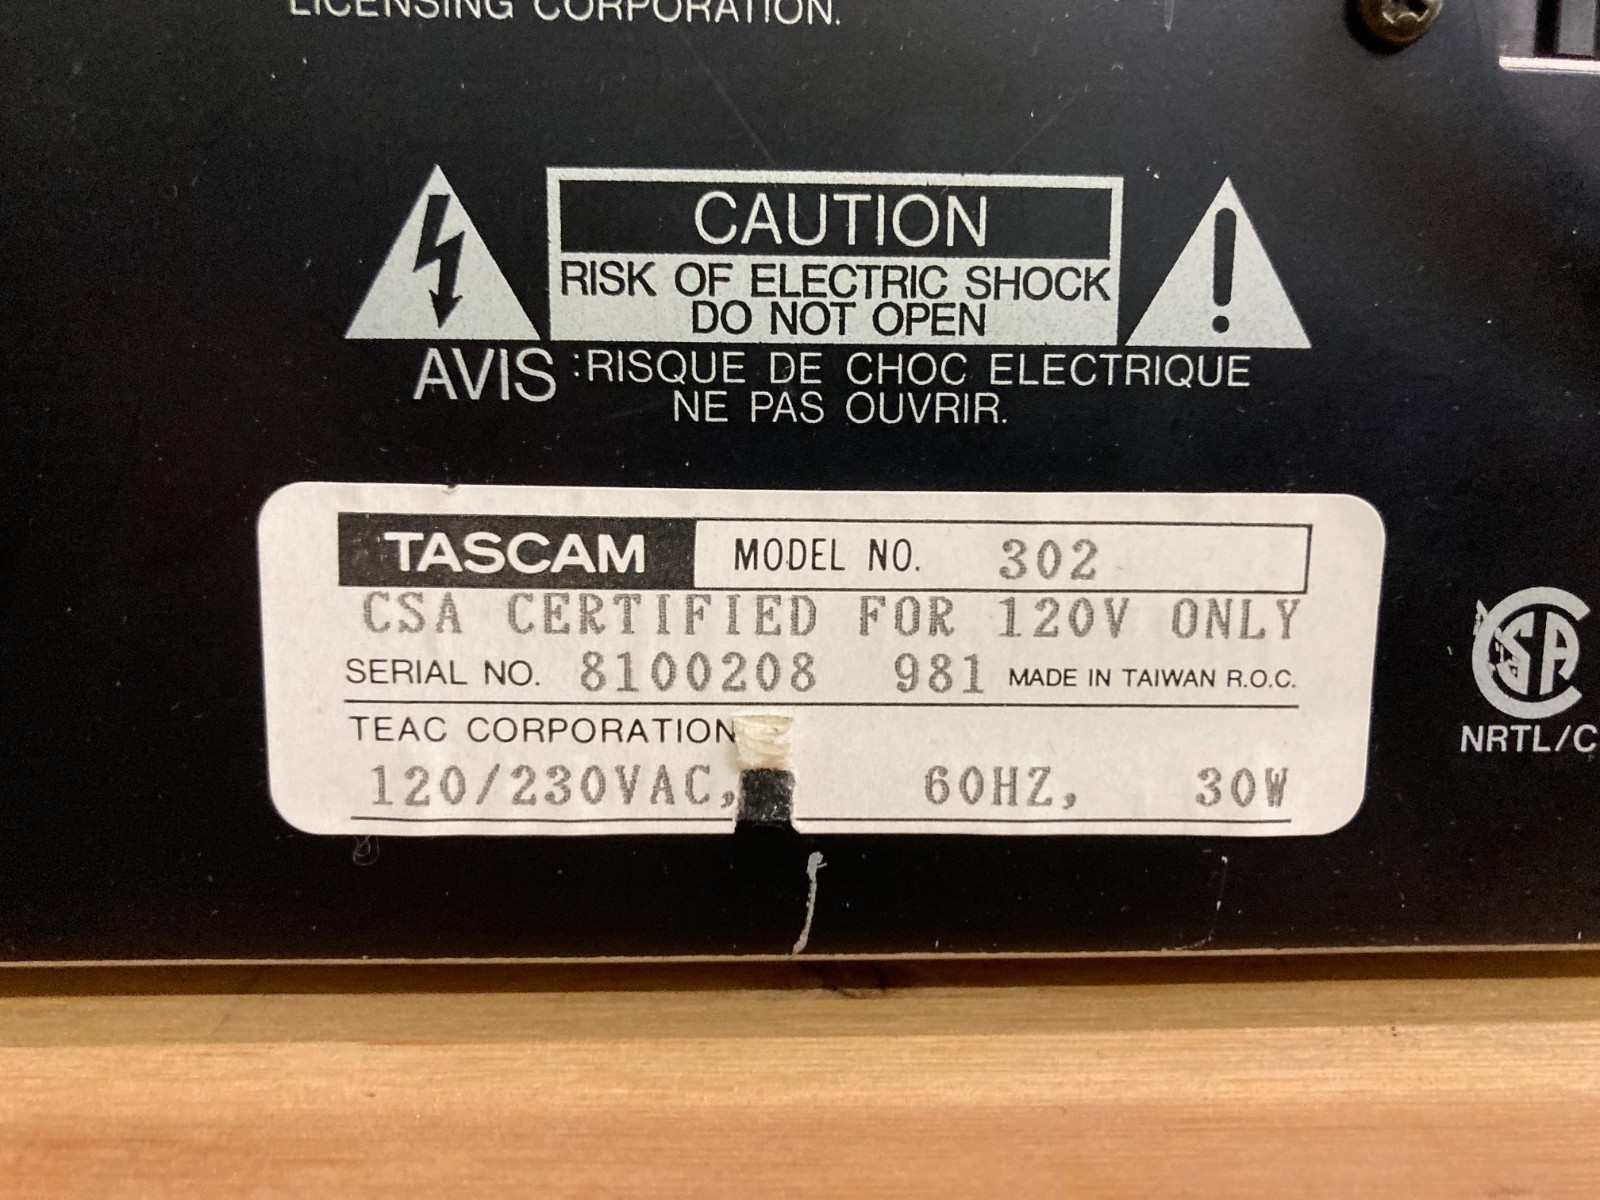 LICENSING CORPORATION.
CAUTION
RISK OF ELECTRIC SHOCK
DO NOT OPEN
AVIS :RISQUE DE CHOC ELECTRIQUE
NE PAS OUVRIR.
TASCAM MODEL NO. 302
CSA CERTIFIED FOR 120V ONLY
SERIAL NO. 8100208 981 MADE IN TAIWAN R.O.C.
TEAC CORPORATION
120/230VAC, 60HZ, 30W
CSA
NRTL/C